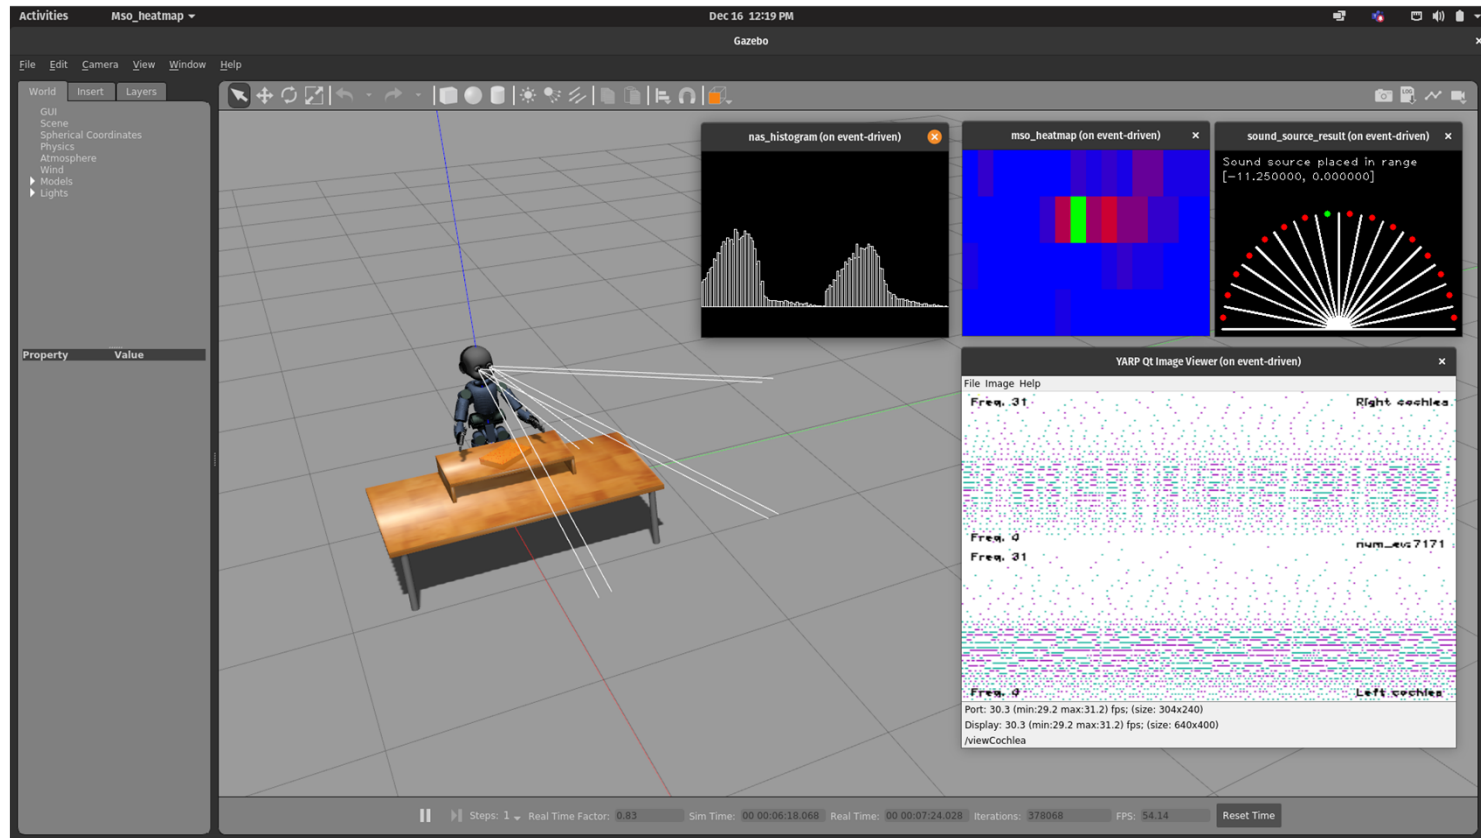 Activities Mso_heatmap Dec 16 12:19 PM
Gazebo
File Edit Camera View Window Help
World Insert Layers
GUI
Scene
Spherical Coordinates
Physics
Atmosphere
Wind
Models
Lights
Property Value
LOG
nas_histogram (on event-driven)
mso_heatmap (on event-driven)
sound_source_result (on event-driven)
Sound source placed in range
[-11.250000, 0.000000]
YARP Qt Image Viewer (on event-driven)
File Image Help
Freq. 31 Right cochlea
Freq. 0 num_ev:7171
Freq. 31
Freq. 0 Left cochlea
Port: 30.3 (min:29.2 max:31.2) fps; (size: 304x240)
Display: 30.3 (min:29.2 max:31.2) fps; (size: 640x400)
/viewCochlea
Steps: 1 Real Time Factor: 0.83 Sim Time: 00 00:06:18.068 Real Time: 00 00:07:24.028 Iterations: 378068 FPS: 54.14 Reset Time